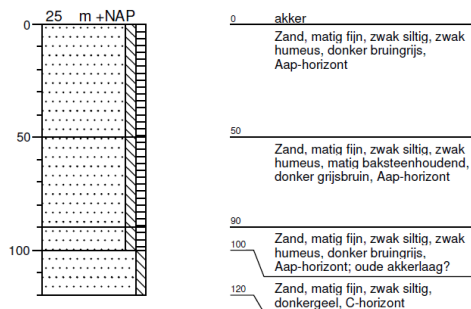 25 m +NAP
0
50
100
0 akker
Zand, matig fijn, zwak siltig, zwak
humeus, donker bruingrijs,
Aap-horizont
50
Zand, matig fijn, zwak siltig, zwak
humeus, matig baksteenhoudend,
donker grijsbruin, Aap-horizont
90
Zand, matig fijn, zwak siltig, zwak
100
humeus, donker bruingrijs,
Aap-horizont; oude akkerlaag?
Zand, matig fijn, zwak siltig,
120
donkergeel, C-horizont